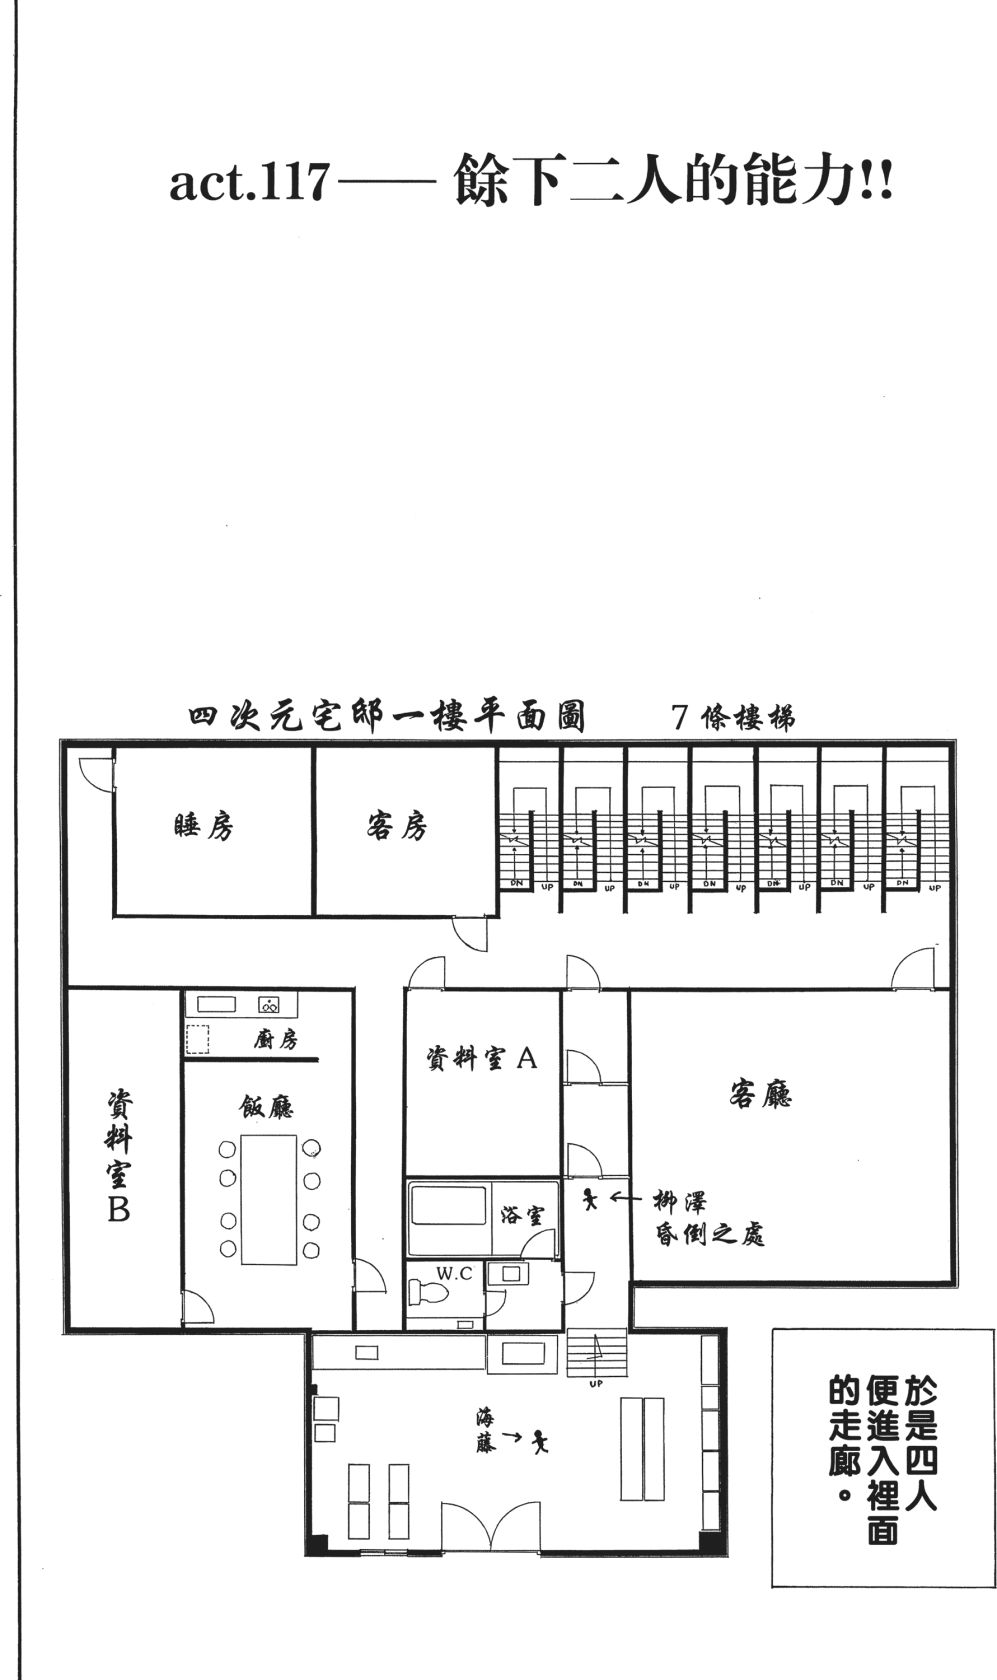 act.117── 餘下二人的能力!!
四次元宅邸一樓平面圖
7條樓梯
睡房
客房
DN UP DN UP DN UP DN UP DN UP DN UP DN UP
廚房
資料室A
資料室B
飯廳
客廳
浴室
柳澤
昏倒之處
W.C
UP
海藤
於是四人
便進入裡面
的走廊。